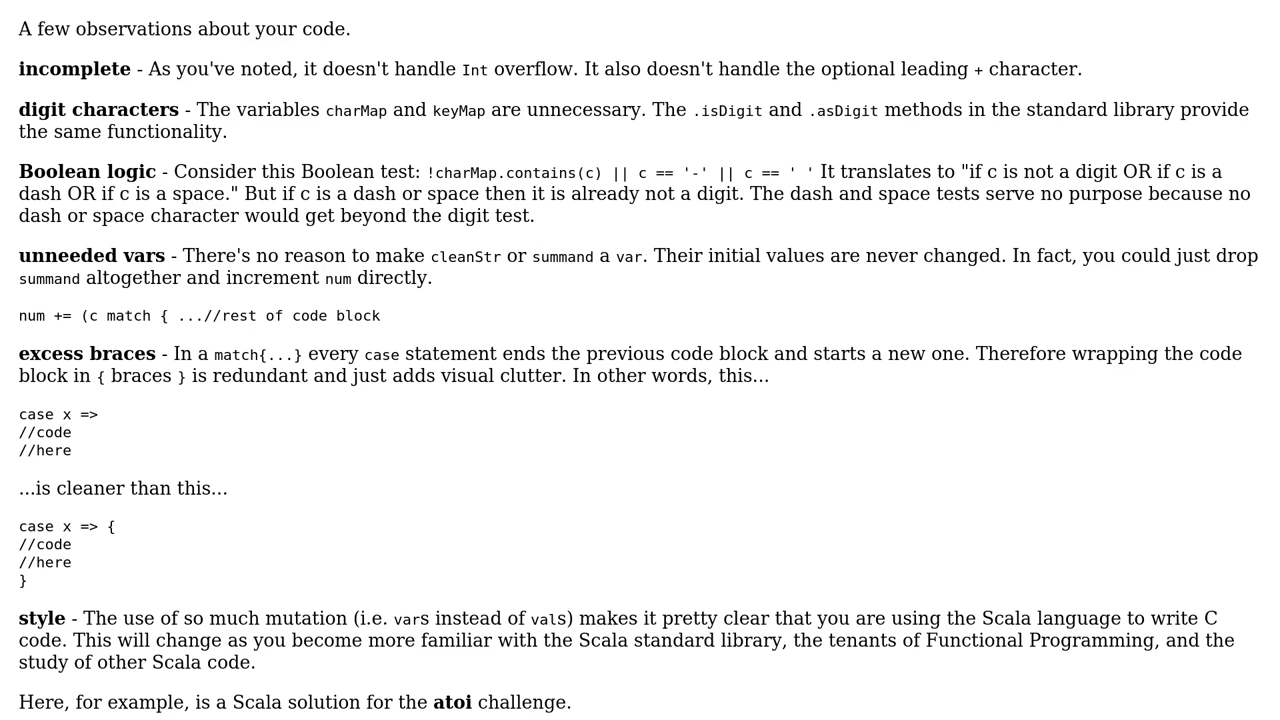 A few observations about your code.
incomplete - As you've noted, it doesn't handle Int overflow. It also doesn't handle the optional leading + character.
digit characters - The variables charMap and keyMap are unnecessary. The .isDigit and .asDigit methods in the standard library provide
the same functionality.
Boolean logic - Consider this Boolean test: !charMap.contains(c) || c == '-' || c == ' ' It translates to "if c is not a digit OR if c is a
dash OR if c is a space." But if c is a dash or space then it is already not a digit. The dash and space tests serve no purpose because no
dash or space character would get beyond the digit test.
unneeded vars - There's no reason to make cleanStr or summand a var. Their initial values are never changed. In fact, you could just drop
summand altogether and increment num directly.
num += (c match { ...//rest of code block
excess braces - In a match{...} every case statement ends the previous code block and starts a new one. Therefore wrapping the code
block in { braces } is redundant and just adds visual clutter. In other words, this...
case x =>
//code
//here
...is cleaner than this...
case x => {
//code
//here
}
style - The use of so much mutation (i.e. vars instead of vals) makes it pretty clear that you are using the Scala language to write C
code. This will change as you become more familiar with the Scala standard library, the tenants of Functional Programming, and the
study of other Scala code.
Here, for example, is a Scala solution for the atoi challenge.